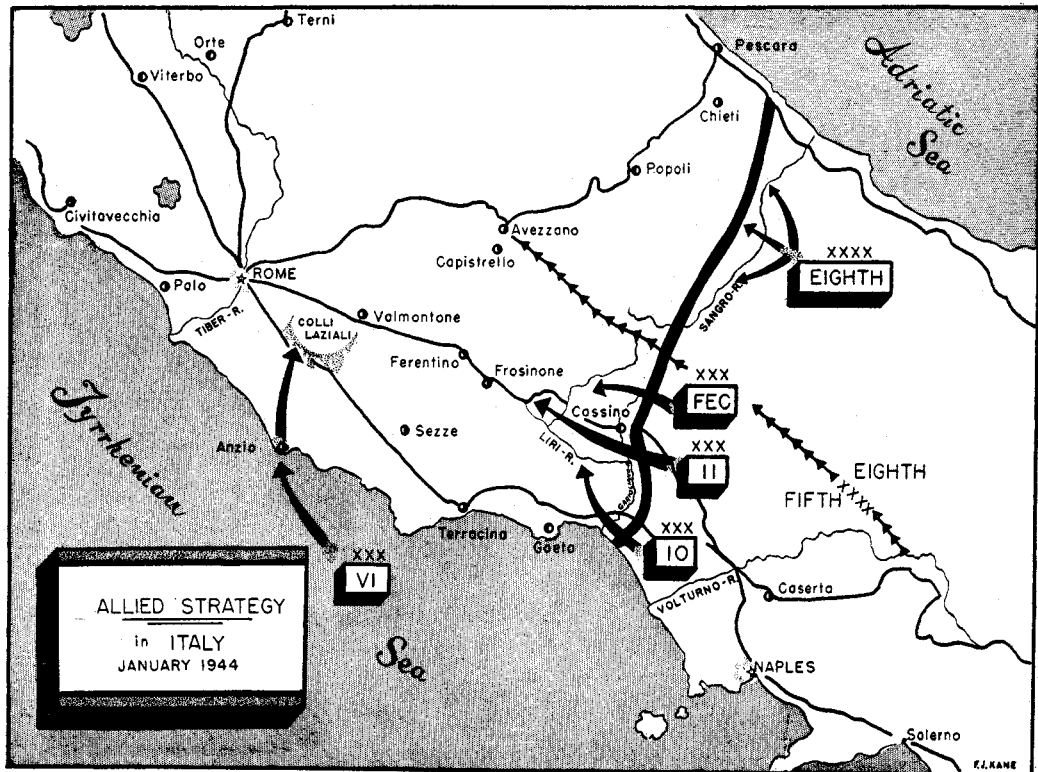 Terni
Orte
Viterbo
Pescara
Adriatic
Sea
Chieti
Popoli
Civitavecchia
Avezzano
Capistrello
XXXX
EIGHTH
ROME
Palo
TIBER-R.
SANGRO-R.
COLLI
LAZIALI
Valmontone
Ferentino
Frosinone
XXX
FEC
Cassino
Tyrrhenian
Sea
Anzio
Sezze
LIRI-R.
XXX
II
EIGHTH
XXXX
FIFTH
Terracina
Gaeta
XXX
10
XXX
VI
VOLTURNO-R.
Caserta
ALLIED STRATEGY
in ITALY
JANUARY 1944
NAPLES
Salerno
F.J.KANE